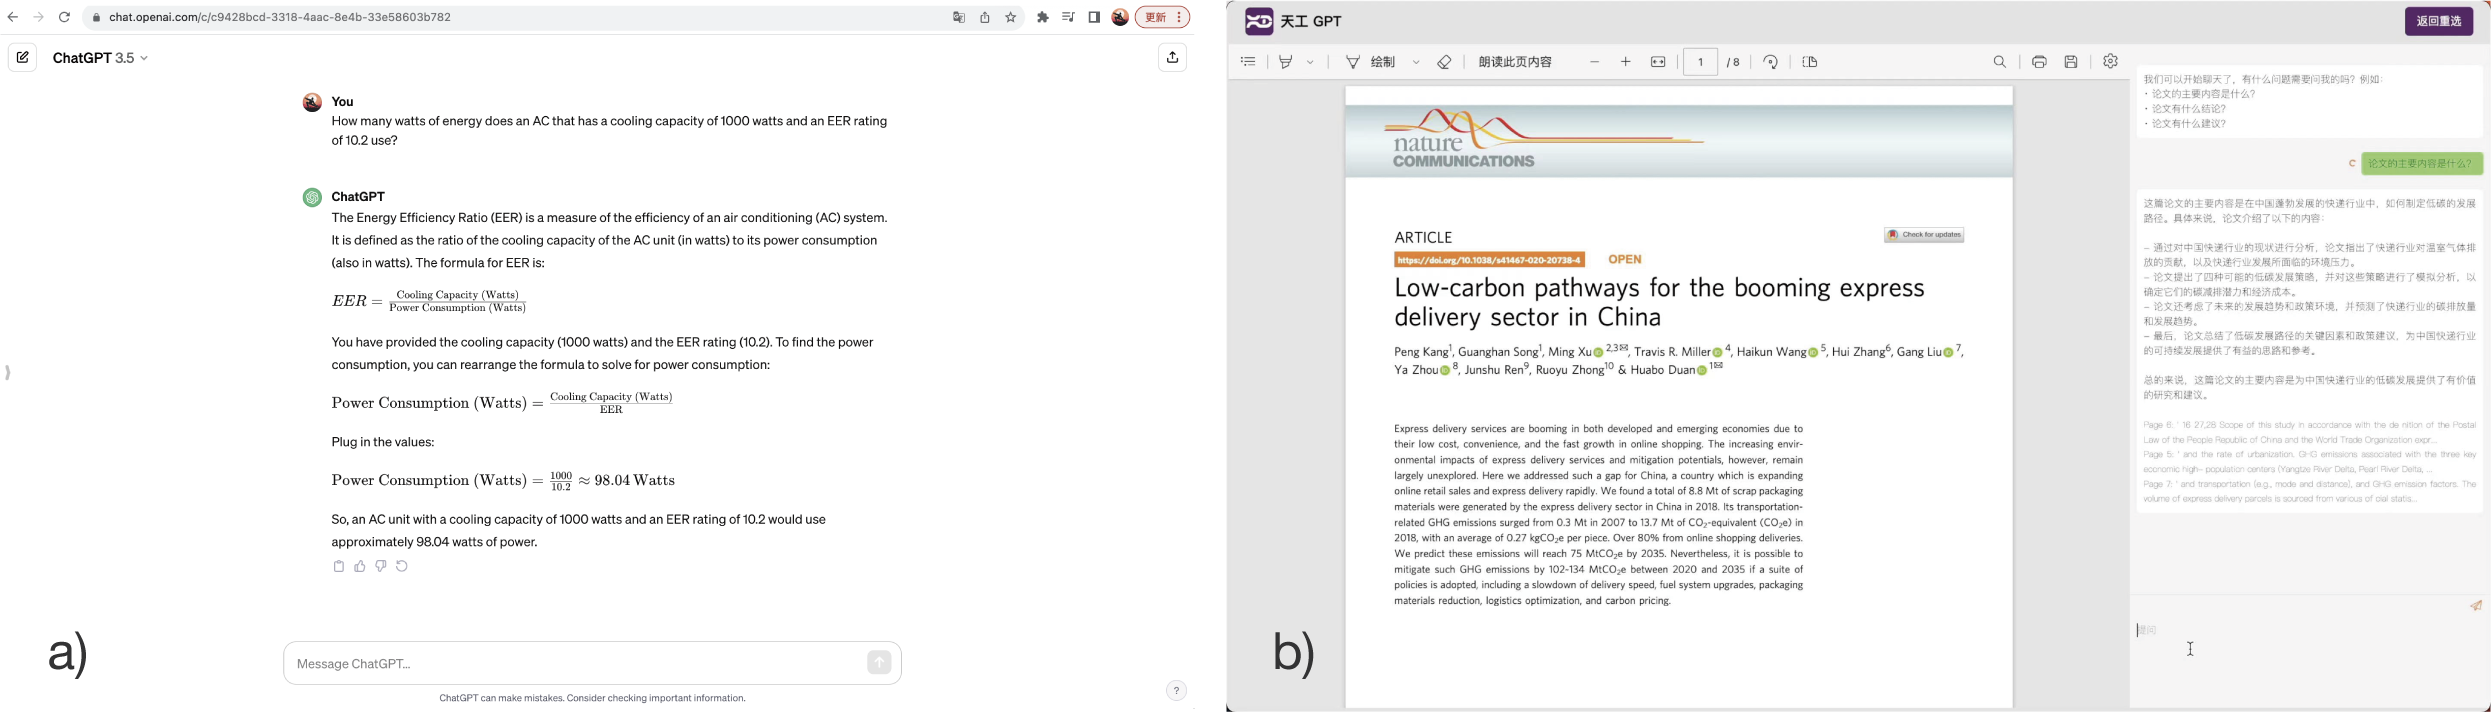 chat.openai.com/c/c9428bcd-3318-4aac-8e4b-33e58603b782
更新
ChatGPT 3.5
You
How many watts of energy does an AC that has a cooling capacity of 1000 watts and an EER rating
of 10.2 use?
ChatGPT
The Energy Efficiency Ratio (EER) is a measure of the efficiency of an air conditioning (AC) system.
It is defined as the ratio of the cooling capacity of the AC unit (in watts) to its power consumption
(also in watts). The formula for EER is:
EER = Cooling Capacity (Watts) / Power Consumption (Watts)
You have provided the cooling capacity (1000 watts) and the EER rating (10.2). To find the power
consumption, you can rearrange the formula to solve for power consumption:
Power Consumption (Watts) = Cooling Capacity (Watts) / EER
Plug in the values:
Power Consumption (Watts) = 1000 / 10.2 ≈ 98.04 Watts
So, an AC unit with a cooling capacity of 1000 watts and an EER rating of 10.2 would use
approximately 98.04 watts of power.
Message ChatGPT...
ChatGPT can make mistakes. Consider checking important information.
?
a)
天工 GPT
返回重选
绘制
朗读此页内容
1 / 8
nature
COMMUNICATIONS
ARTICLE
Check for updates
https://doi.org/10.1038/s41467-020-20738-4 OPEN
Low-carbon pathways for the booming express
delivery sector in China
Peng Kang1, Guanghan Song1, Ming Xu 2,3✉, Travis R. Miller 4, Haikun Wang 5, Hui Zhang6, Gang Liu 7,
Ya Zhou 8, Junshu Ren9, Ruoyu Zhong10 & Huabo Duan 1✉
Express delivery services are booming in both developed and emerging economies due to
their low cost, convenience, and the fast growth in online shopping. The increasing envir-
onmental impacts of express delivery services and mitigation potentials, however, remain
largely unexplored. Here we addressed such a gap for China, a country which is expanding
online retail sales and express delivery rapidly. We found a total of 8.8 Mt of scrap packaging
materials were generated by the express delivery sector in China in 2018. Its transportation-
related GHG emissions surged from 0.3 Mt in 2007 to 13.7 Mt of CO2-equivalent (CO2e) in
2018, with an average of 0.27 kgCO2e per piece. Over 80% from online shopping deliveries.
We predict these emissions will reach 75 MtCO2e by 2035. Nevertheless, it is possible to
mitigate such GHG emissions by 102-134 MtCO2e between 2020 and 2035 if a suite of
policies is adopted, including a slowdown of delivery speed, fuel system upgrades, packaging
materials reduction, logistics optimization, and carbon pricing.
b)
我们可以开始聊天了，有什么问题需要问我的吗？例如：
· 论文的主要内容是什么？
· 论文有什么结论？
· 论文有什么建议？
论文的主要内容是什么？
这篇论文的主要内容是在中国蓬勃发展的快递行业中，如何制定低碳的发展
路径。具体来说，论文介绍了以下的内容：
- 通过对中国快递行业的现状进行分析，论文指出了快递行业对温室气体排
放的贡献，以及快递行业发展所面临的环境压力。
- 论文提出了四种可能的低碳发展策略，并对这些策略进行了模拟分析，以
确定它们的碳减排潜力和经济成本。
- 论文还考虑了未来的发展趋势和政策环境，并预测了快递行业的碳排放量
和发展趋势。
- 最后，论文总结了低碳发展路径的关键因素和政策建议，为中国快递行业
的可持续发展提供了有益的思路和参考。
总的来说，这篇论文的主要内容是为中国快递行业的低碳发展提供了有价值
的研究和建议。
Page 6: ' 16 27,28 Scope of this study in accordance with the de nition of the Postal
Law of the People Republic of China and the World Trade Organization expr...
Page 5: ' and the rate of urbanization. GHG emissions associated with the three key
economic high- population centers (Yangtze River Delta, Pearl River Delta, ...
Page 7: ' and transportation (e.g., mode and distance), and GHG emission factors. The
volume of express delivery parcels is sourced from various of cial statis...
提问